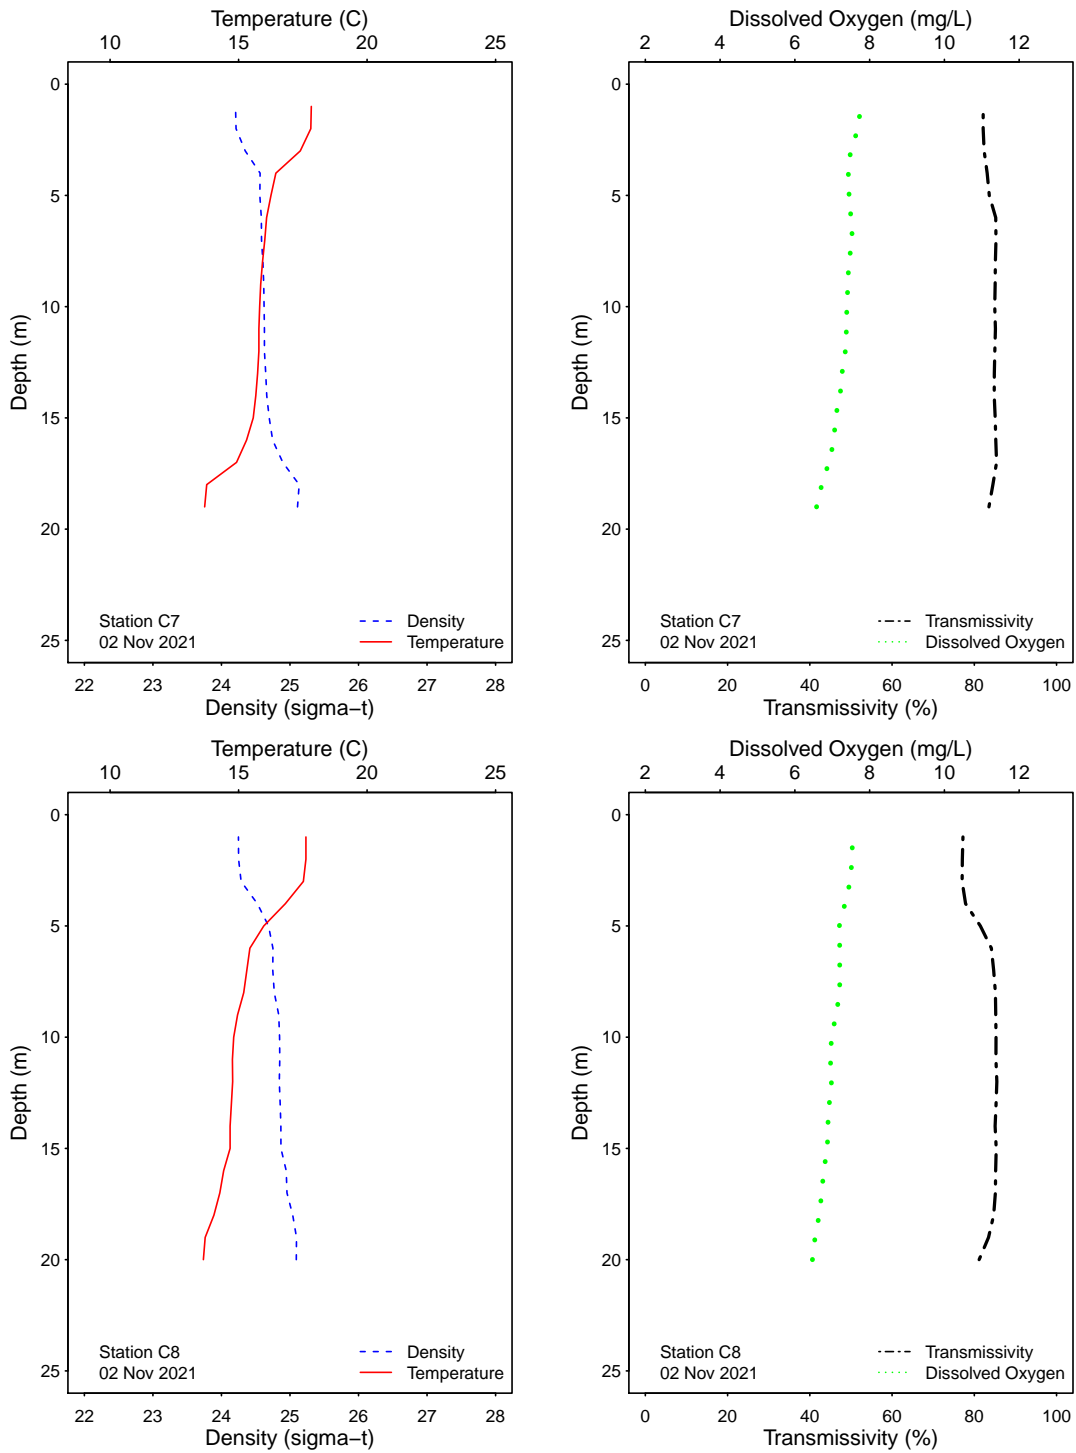 Temperature (C)
10 15 20 25
0
5
10
15
20
25
Depth (m)
Station C7
02 Nov 2021
Density
Temperature
22 23 24 25 26 27 28
Density (sigma−t)
Dissolved Oxygen (mg/L)
2 4 6 8 10 12
0
5
10
15
20
25
Depth (m)
Station C7
02 Nov 2021
Transmissivity
Dissolved Oxygen
0 20 40 60 80 100
Transmissivity (%)
Temperature (C)
10 15 20 25
0
5
10
15
20
25
Depth (m)
Station C8
02 Nov 2021
Density
Temperature
22 23 24 25 26 27 28
Density (sigma−t)
Dissolved Oxygen (mg/L)
2 4 6 8 10 12
0
5
10
15
20
25
Depth (m)
Station C8
02 Nov 2021
Transmissivity
Dissolved Oxygen
0 20 40 60 80 100
Transmissivity (%)